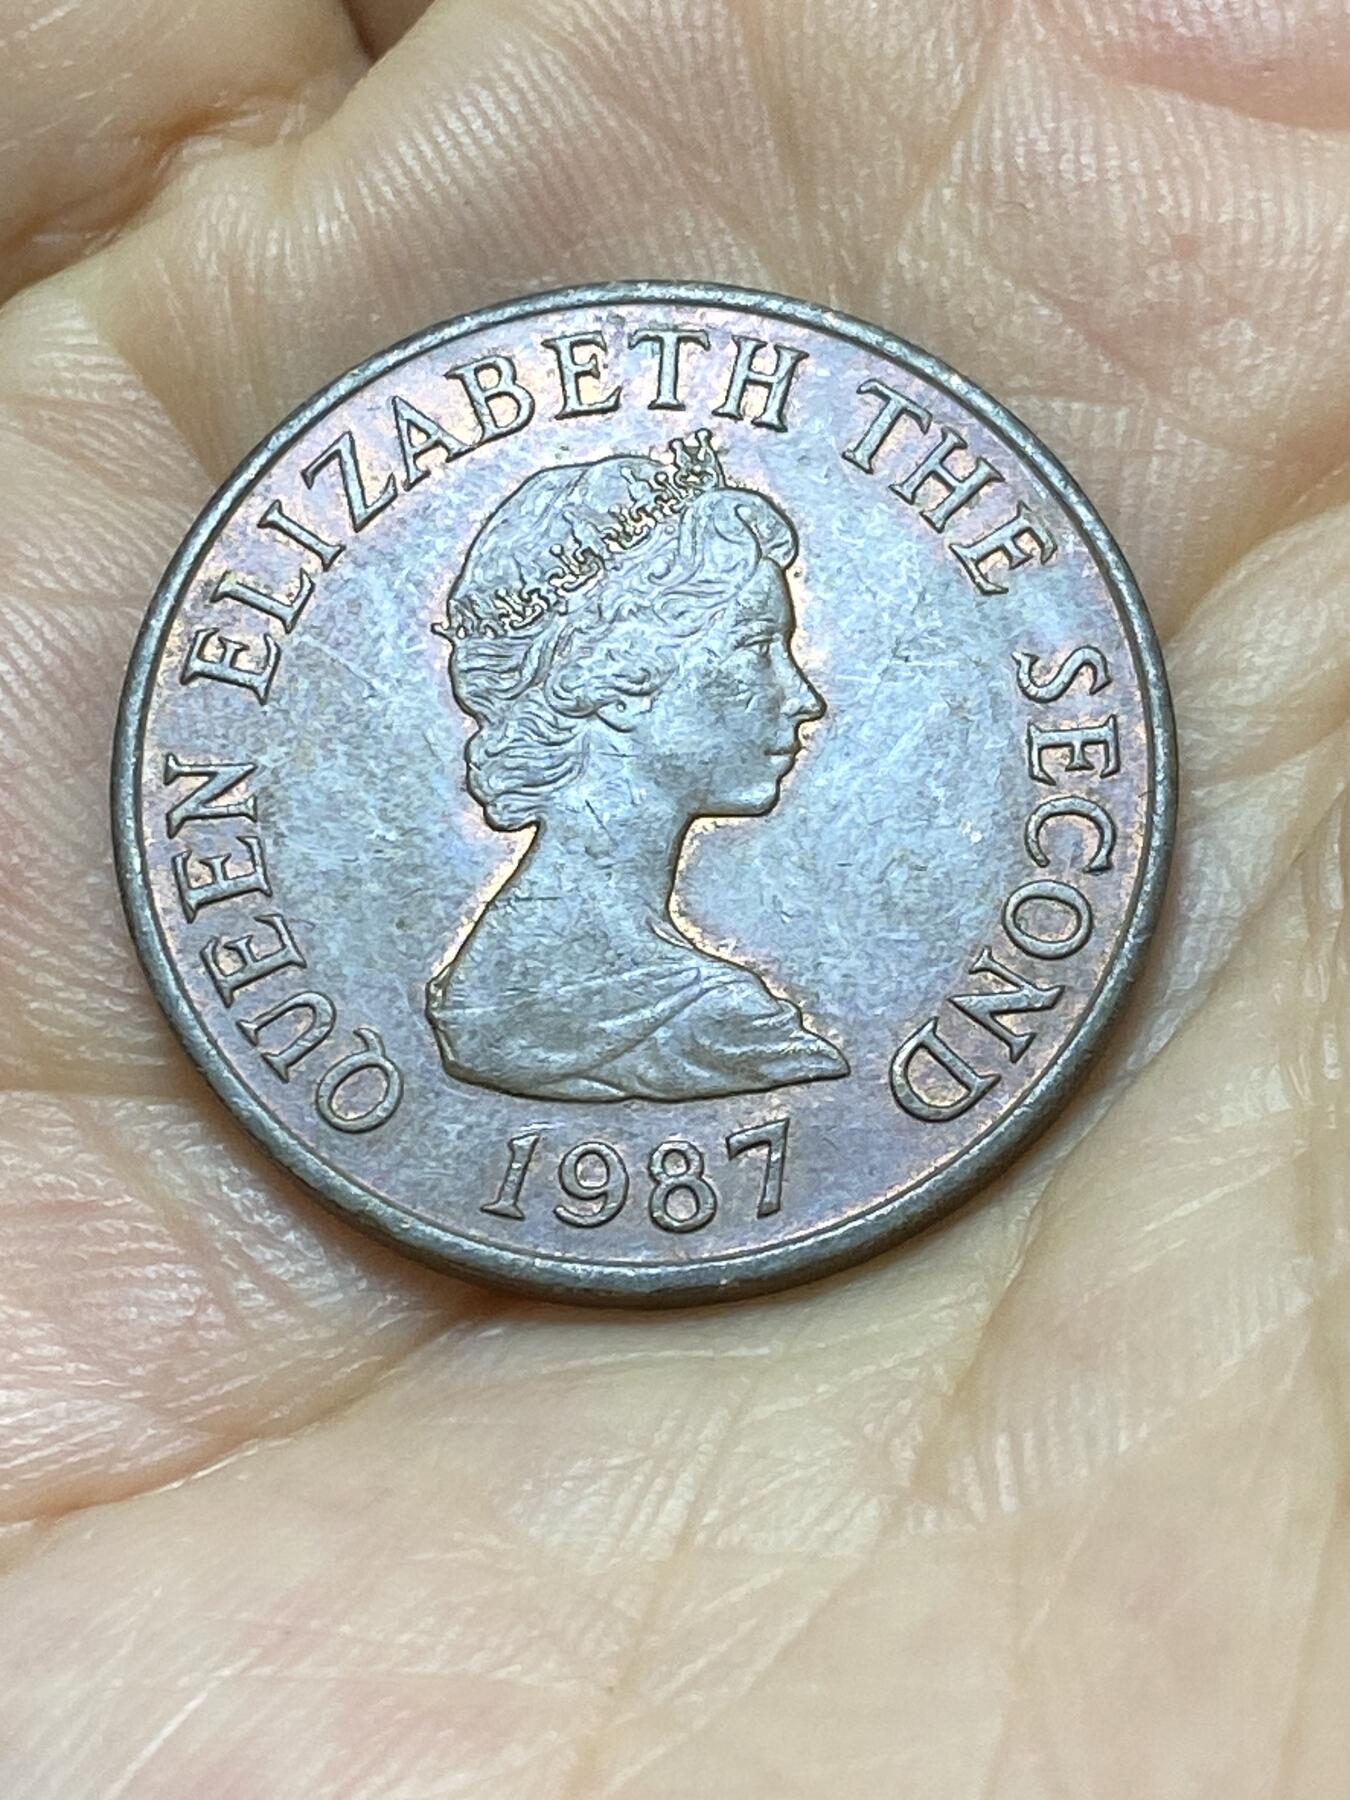 QUEEN ELIZABETH THE SECOND
1987